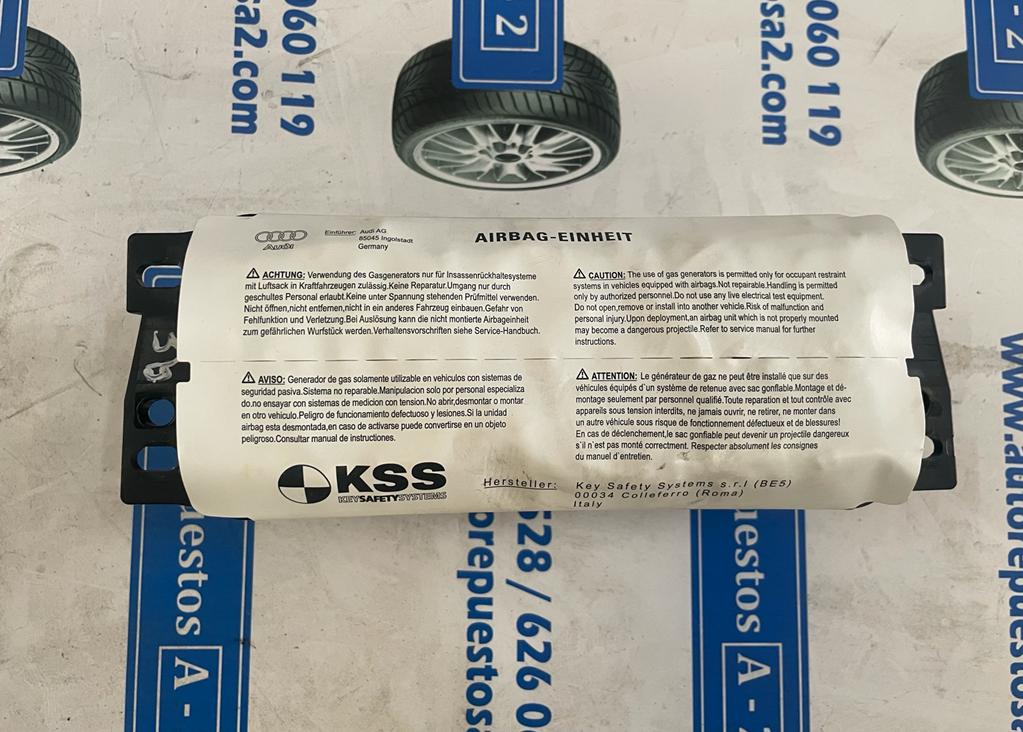 060 119
sa2.com
2
060 119
sa2.com
Audi
Einführer: Audi AG
85045 Ingolstadt
Germany
AIRBAG-EINHEIT
⚠ ACHTUNG: Verwendung des Gasgenerators nur für Insassenrückhaltesysteme
mit Luftsack in Kraftfahrzeugen zulässig.Keine Reparatur.Umgang nur durch
geschultes Personal erlaubt.Keine unter Spannung stehenden Prüfmittel verwenden.
Nicht öffnen,nicht entfernen,nicht in ein anderes Fahrzeug einbauen.Gefahr von
Fehlfunktion und Verletzung.Bei Auslösung kann die nicht montierte Airbageinheit
zum gefährlichen Wurfstück werden.Verhaltensvorschriften siehe Service-Handbuch.
⚠ CAUTION: The use of gas generators is permitted only for occupant restraint
systems in vehicles equipped with airbags.Not repairable.Handling is permitted
only by authorized personnel.Do not use any live electrical test equipment.
Do not open,remove or install into another vehicle.Risk of malfunction and
personal injury.Upon deployment,an airbag unit which is not properly mounted
may become a dangerous projectile.Refer to service manual for further
instructions.
⚠ AVISO: Generador de gas solamente utilizable en vehiculos con sistemas de
seguridad pasiva.Sistema no reparable.Manipulacion solo por personal especializa
do.no ensayar con sistemas de medicion con tension.No abrir,desmontar o montar
en otro vehiculo.Peligro de funcionamiento defectuoso y lesiones.Si la unidad
airbag esta desmontada,en caso de activarse puede convertirse en un objeto
peligroso.Consultar manual de instrucciones.
⚠ ATTENTION: Le générateur de gaz ne peut être installé que sur des
véhicules équipés d`un système de retenue avec sac gonflable.Montage et dé-
montage seulement par personnel qualifié.Toute réparation et tout contrôle avec
appareils sous tension interdits, ne jamais ouvrir, ne retirer, ne monter dans
un autre véhicule sous risque de fonctionnement défectueux et de blessures!
En cas de déclenchement,le sac gonflable peut devenir un projectile dangereux
s`il n`est pas monté correctment. Respecter absolument les consignes
du manuel d`entretien.
KSS
KEYSAFETYSYSTEMS
Hersteller: Key Safety Systems s.r.l (BE5)
00034 Colleferro (Roma)
Italy
uestos A -
528 / 626 0
orepuestosa
uestos A -
www.autorepuestosa